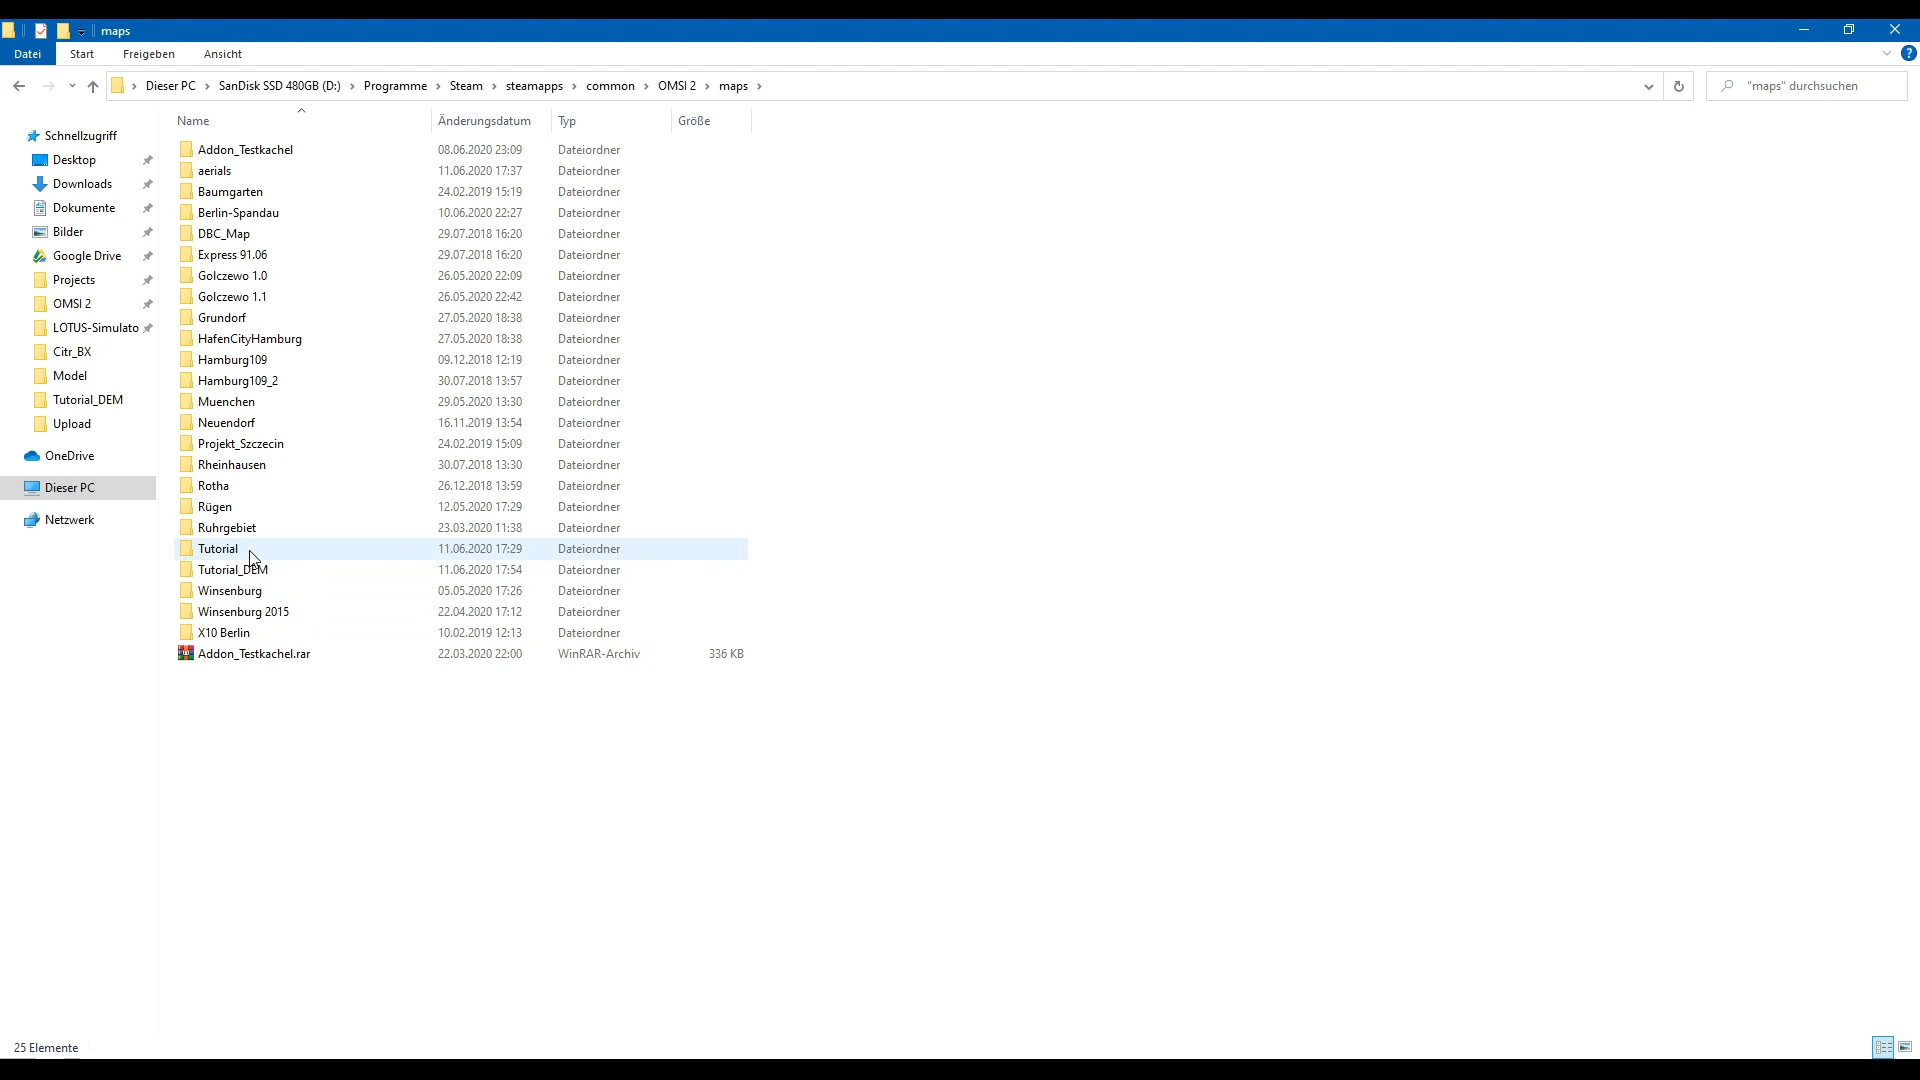 maps
Datei Start Freigeben Ansicht
Dieser PC SanDisk SSD 480GB (D:) Programme Steam steamapps common OMSI 2 maps "maps" durchsuchen
Name Änderungsdatum Typ Größe
Schnellzugriff
Desktop
Downloads
Dokumente
Bilder
Google Drive
Projects
OMSI 2
LOTUS-Simulato
Citr_BX
Model
Tutorial_DEM
Upload
OneDrive
Dieser PC
Netzwerk
Addon_Testkachel 08.06.2020 23:09 Dateiordner
aerials 11.06.2020 17:37 Dateiordner
Baumgarten 24.02.2019 15:19 Dateiordner
Berlin-Spandau 10.06.2020 22:27 Dateiordner
DBC_Map 29.07.2018 16:20 Dateiordner
Express 91.06 29.07.2018 16:20 Dateiordner
Golczewo 1.0 26.05.2020 22:09 Dateiordner
Golczewo 1.1 26.05.2020 22:42 Dateiordner
Grundorf 27.05.2020 18:38 Dateiordner
HafenCityHamburg 27.05.2020 18:38 Dateiordner
Hamburg109 09.12.2018 12:19 Dateiordner
Hamburg109_2 30.07.2018 13:57 Dateiordner
Muenchen 29.05.2020 13:30 Dateiordner
Neuendorf 16.11.2019 13:54 Dateiordner
Projekt_Szczecin 24.02.2019 15:09 Dateiordner
Rheinhausen 30.07.2018 13:30 Dateiordner
Rotha 26.12.2018 13:59 Dateiordner
Rügen 12.05.2020 17:29 Dateiordner
Ruhrgebiet 23.03.2020 11:38 Dateiordner
Tutorial 11.06.2020 17:29 Dateiordner
Tutorial_DEM 11.06.2020 17:54 Dateiordner
Winsenburg 05.05.2020 17:26 Dateiordner
Winsenburg 2015 22.04.2020 17:12 Dateiordner
X10 Berlin 10.02.2019 12:13 Dateiordner
Addon_Testkachel.rar 22.03.2020 22:00 WinRAR-Archiv 336 KB
25 Elemente